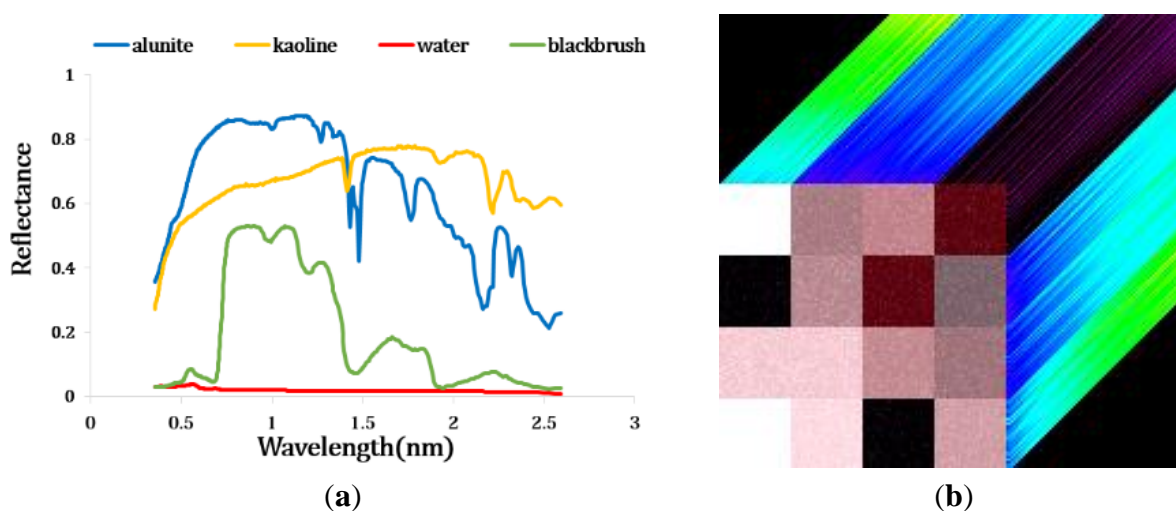 alunite kaoline water blackbrush
1
0.8
0.6
0.4
0.2
0
Reflectance
0 0.5 1 1.5 2 2.5 3
Wavelength(nm)
(a) (b)